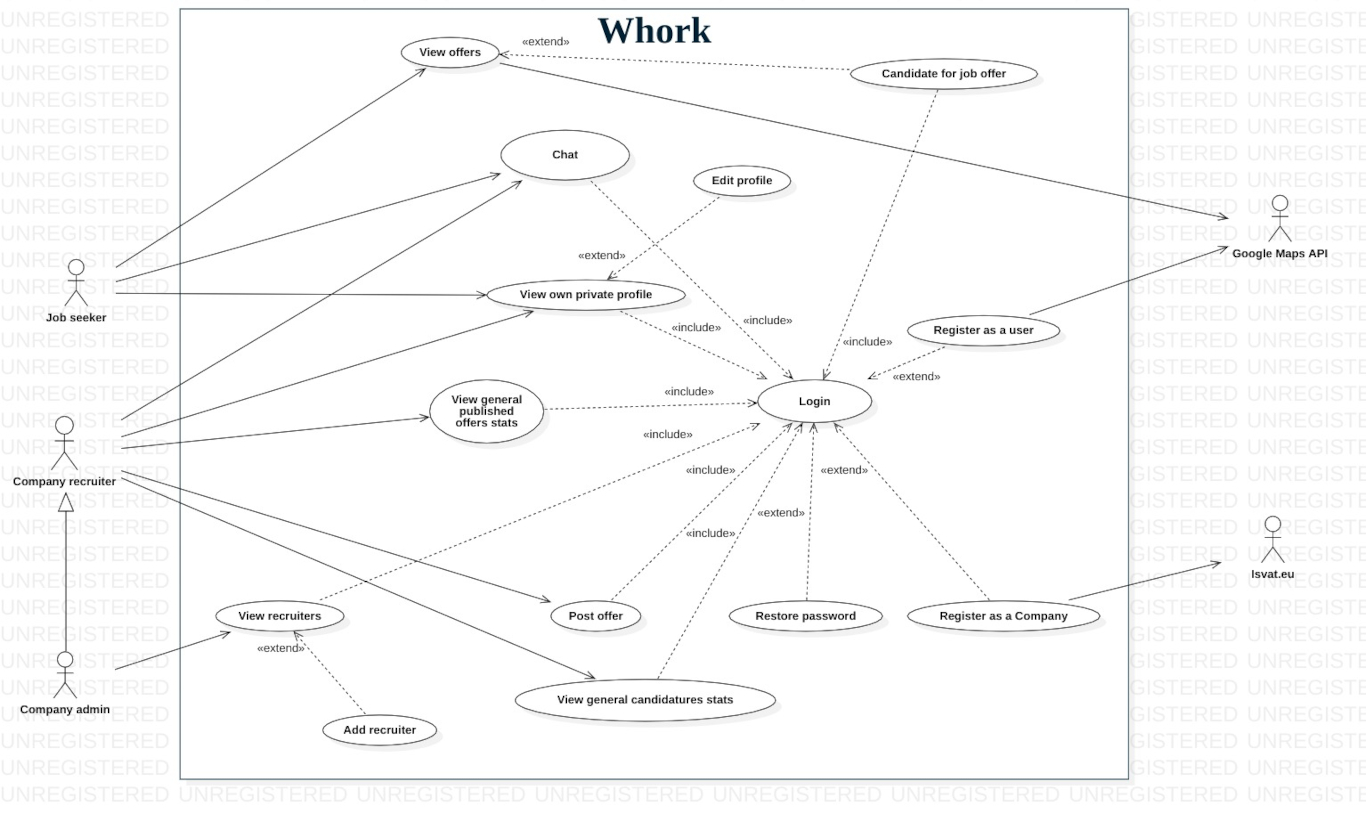 Whork
View offers
«extend»
Candidate for job offer
Chat
Edit profile
«extend»
Google Maps API
View own private profile
Job seeker
«include»
«include»
Register as a user
«include»
«extend»
View general
published
offers stats
«include»
Login
«include»
Company recruiter
«include»
«extend»
«extend»
«include»
lsvat.eu
View recruiters
Post offer
Restore password
Register as a Company
«extend»
Company admin
View general candidatures stats
Add recruiter
UNREGISTERED UNREGISTERED UNREGISTERED UNREGISTERED UNREGISTERED UNREGISTERED UNREGISTERED UNREGISTERED